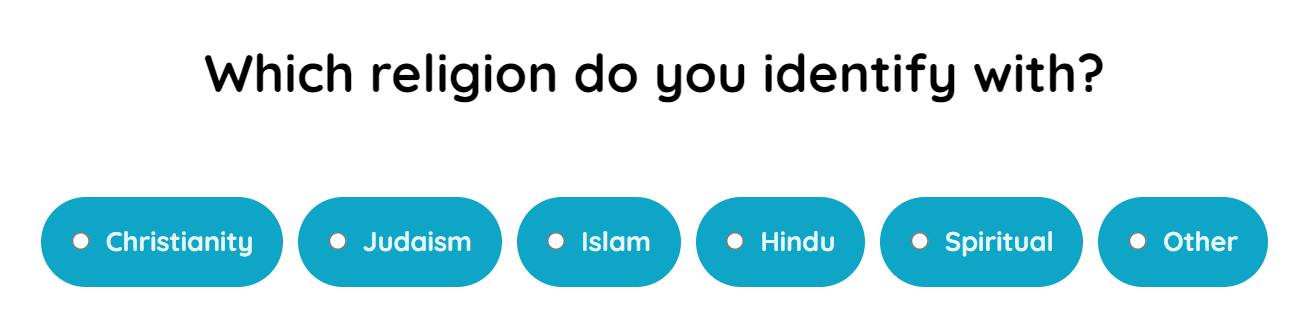 Which religion do you identify with?
Christianity Judaism Islam Hindu Spiritual Other